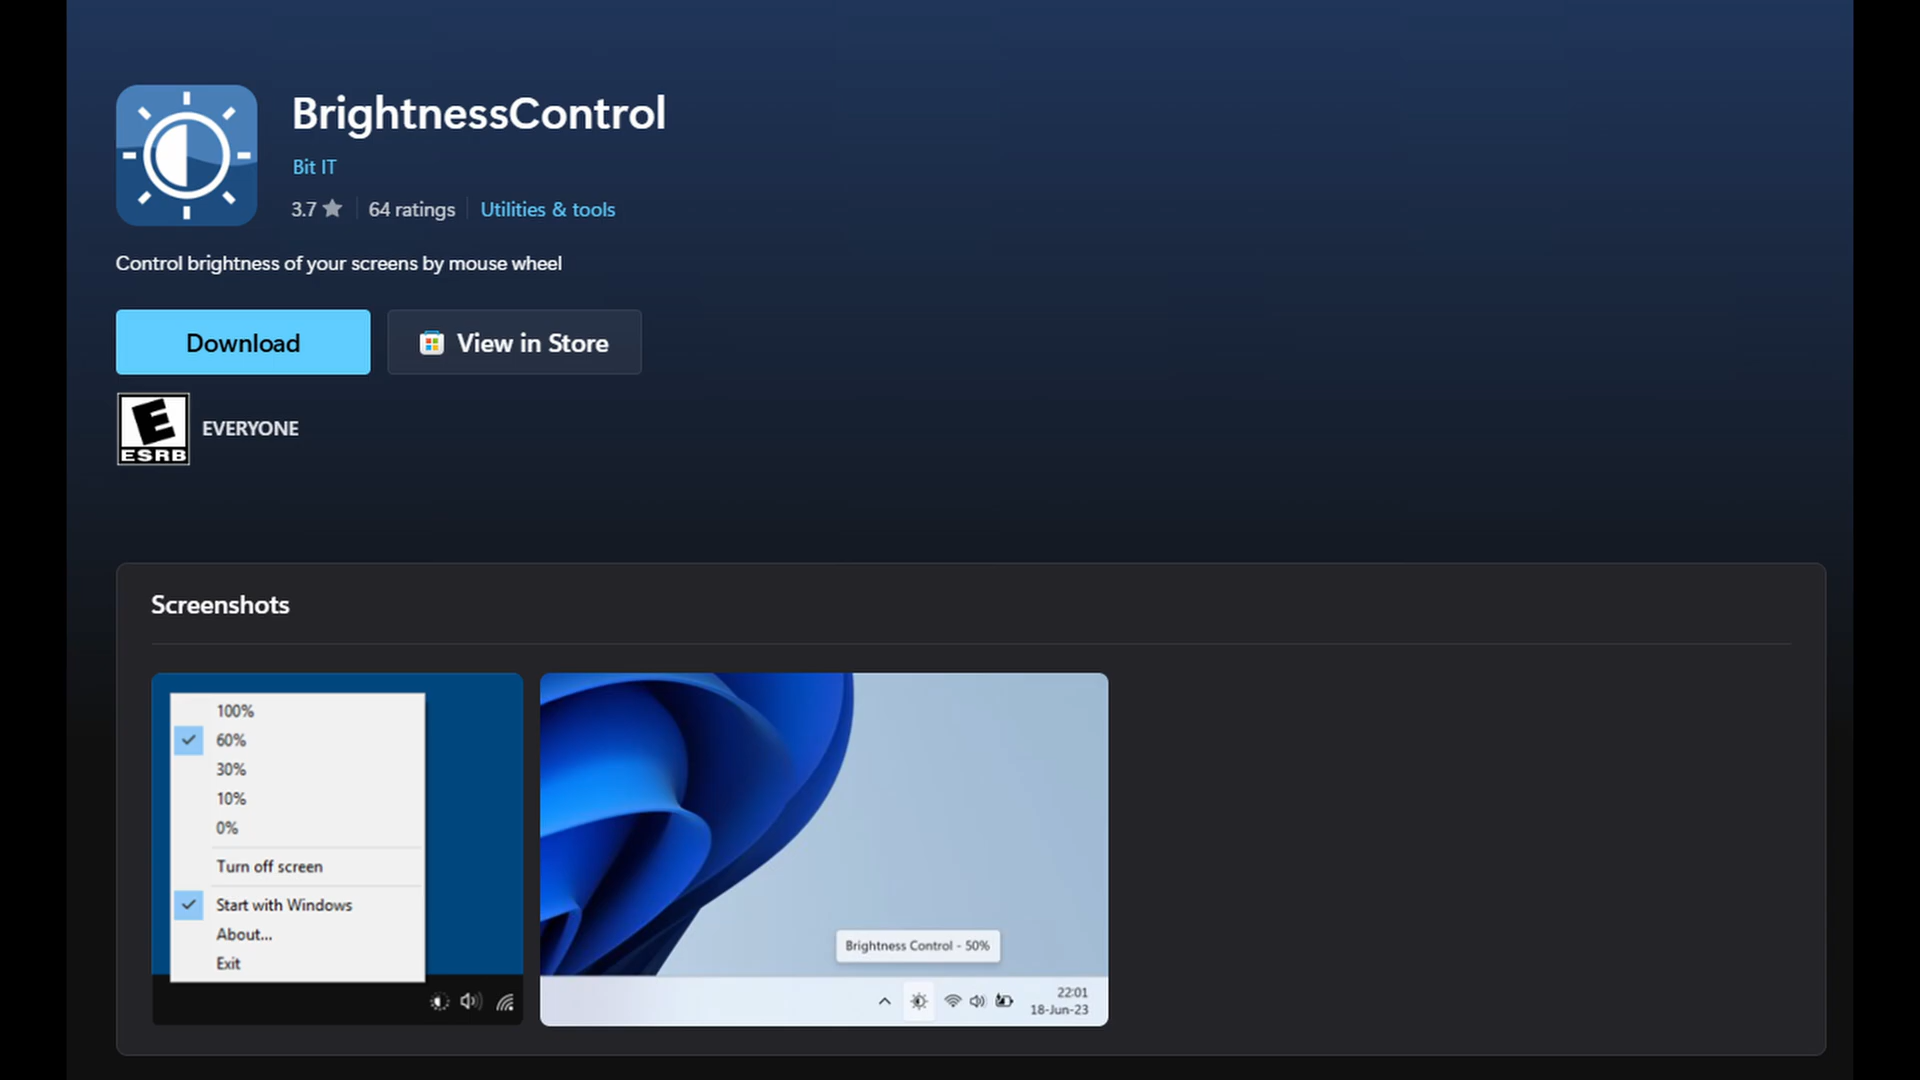 BrightnessControl
Bit IT
3.7 ★ 64 ratings Utilities & tools
Control brightness of your screens by mouse wheel
Download View in Store
E
ESRB
EVERYONE
Screenshots
100%
60%
30%
10%
0%
Turn off screen
Start with Windows
About...
Exit
Brightness Control - 50%
22:01
18-Jun-23